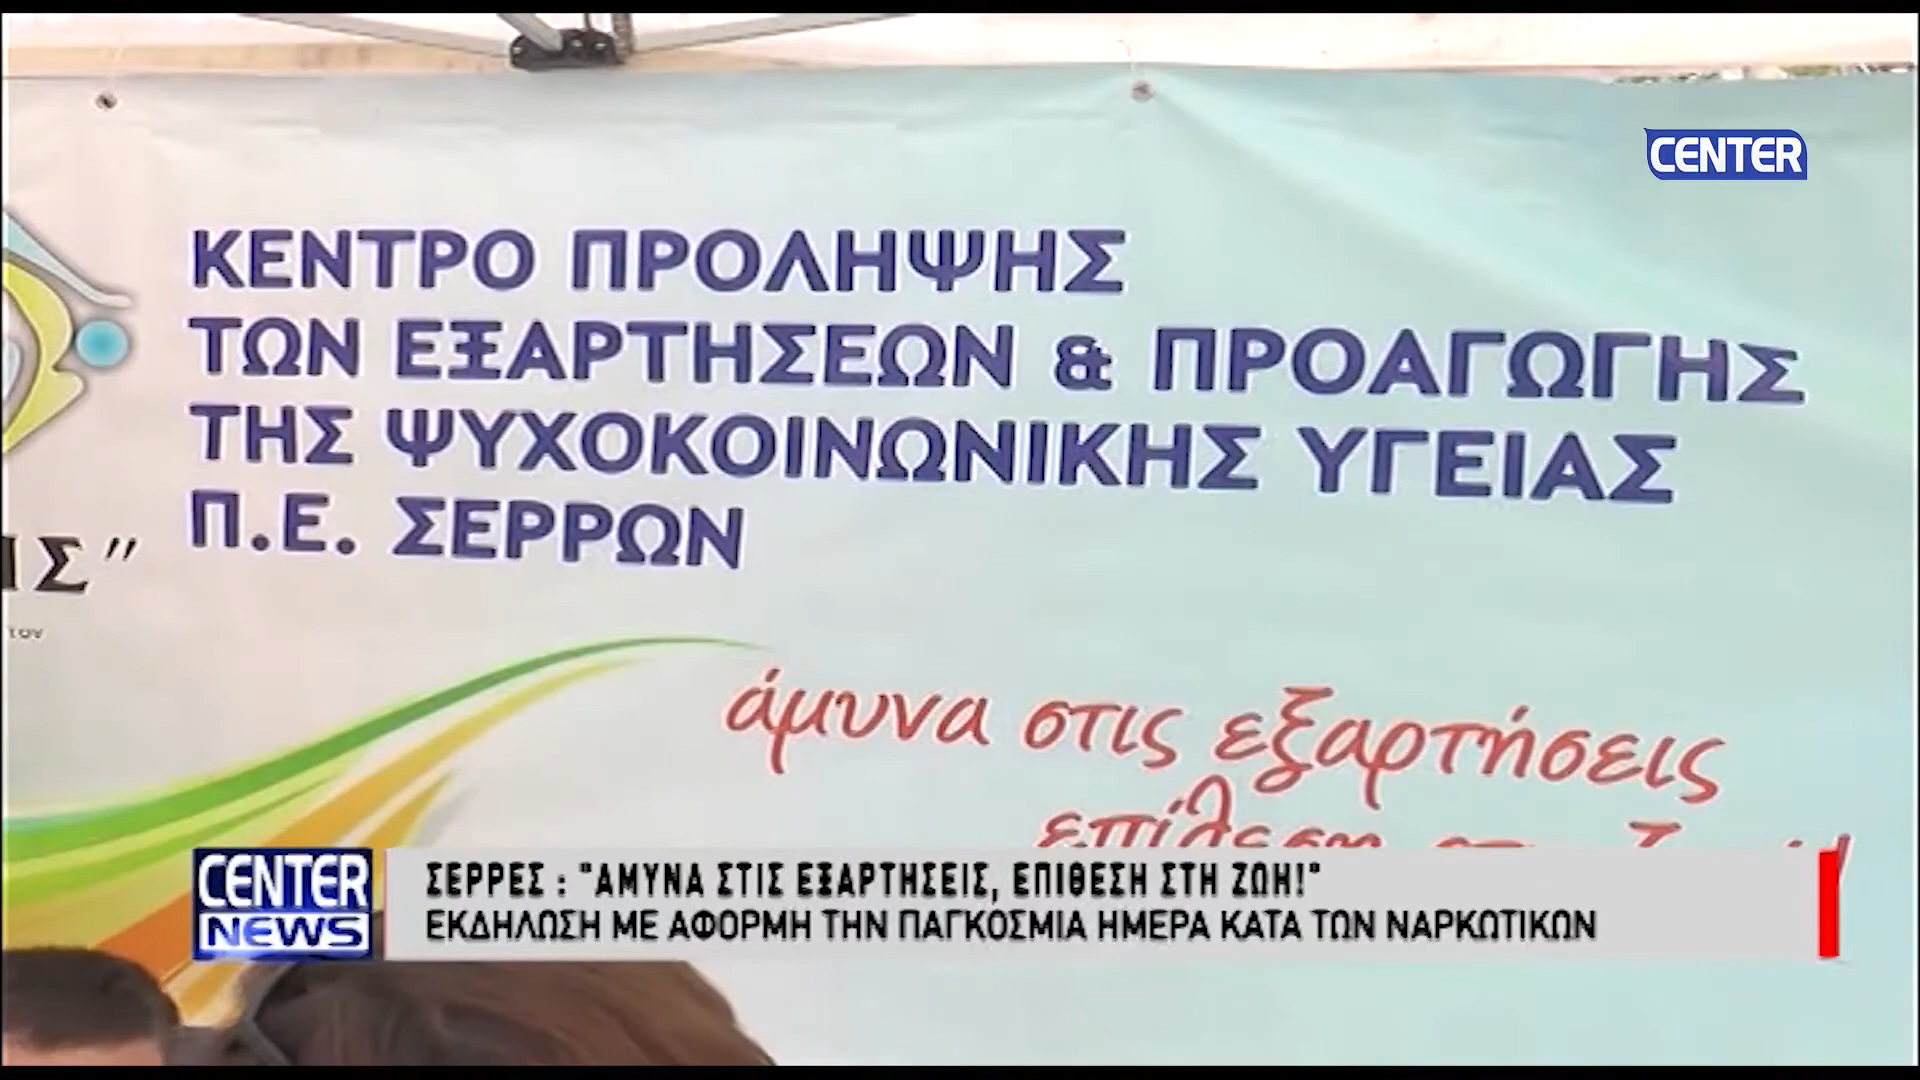 CENTER
ΚΕΝΤΡΟ ΠΡΟΛΗΨΗΣ
ΤΩΝ ΕΞΑΡΤΗΣΕΩΝ & ΠΡΟΑΓΩΓΗΣ
ΤΗΣ ΨΥΧΟΚΟΙΝΩΝΙΚΗΣ ΥΓΕΙΑΣ
Π.Ε. ΣΕΡΡΩΝ
άμυνα στις εξαρτήσεις
CENTER NEWS
ΣΕΡΡΕΣ : "ΑΜΥΝΑ ΣΤΙΣ ΕΞΑΡΤΗΣΕΙΣ, ΕΠΙΘΕΣΗ ΣΤΗ ΖΩΗ!"
ΕΚΔΗΛΩΣΗ ΜΕ ΑΦΟΡΜΗ ΤΗΝ ΠΑΓΚΟΣΜΙΑ ΗΜΕΡΑ ΚΑΤΑ ΤΩΝ ΝΑΡΚΩΤΙΚΩΝ